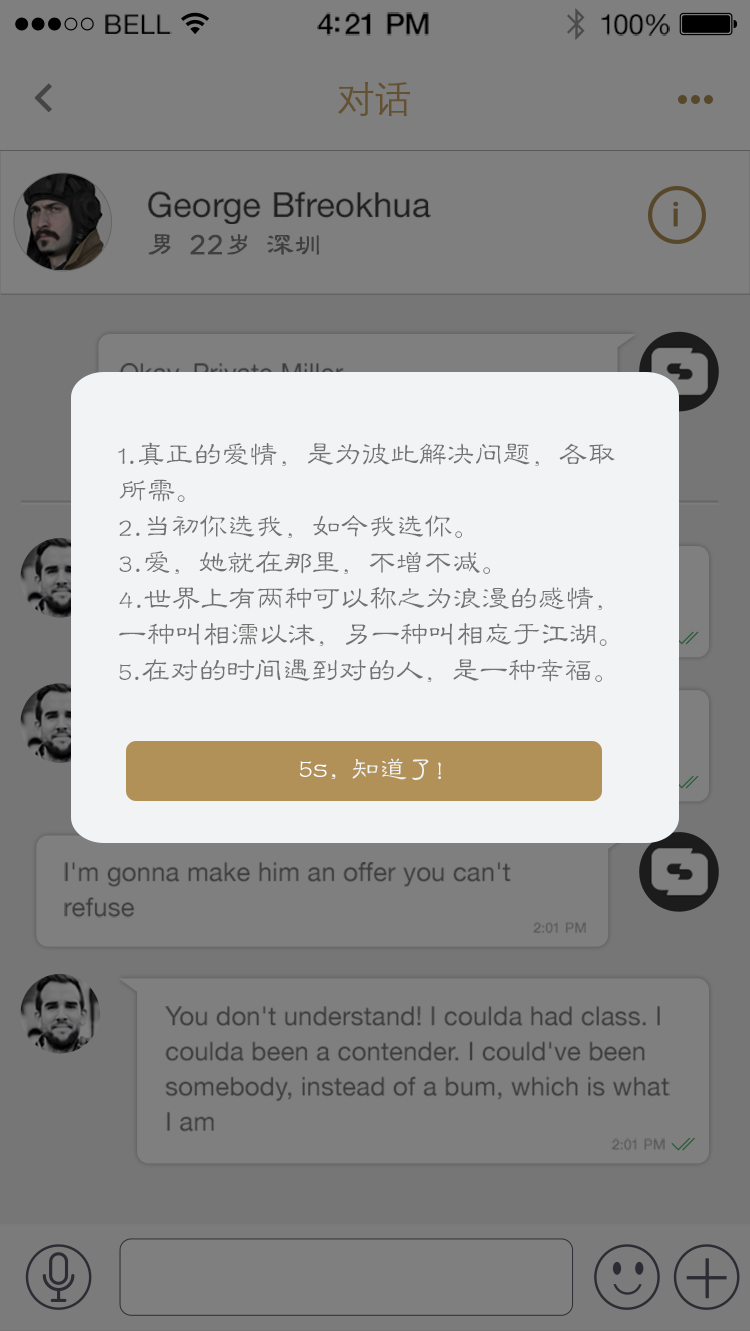 BELL
4:21 PM
100%
对话
George Bfreokhua
男 22岁 深圳
Okay, Private Miller
1.真正的爱情，是为彼此解决问题，各取
所需。
2.当初你选我，如今我选你。
3.爱，她就在那里，不增不减。
4.世界上有两种可以称之为浪漫的感情，
一种叫相濡以沫，另一种叫相忘于江湖。
5.在对的时间遇到对的人，是一种幸福。
5s，知道了！
I'm gonna make him an offer you can't
refuse
2:01 PM
You don't understand! I coulda had class. I
coulda been a contender. I could've been
somebody, instead of a bum, which is what
I am
2:01 PM